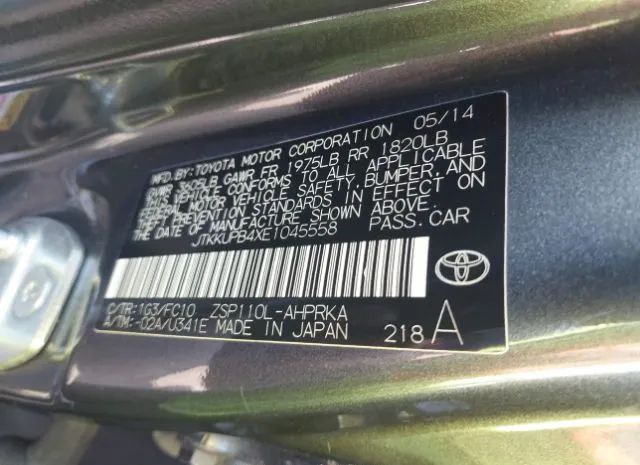 MFD.BY:TOYOTA MOTOR CORPORATION 05/14
GVWR 3605LB GAWR FR 1975LB RR 1820LB
THIS VEHICLE CONFORMS TO ALL APPLICABLE
FEDERAL MOTOR VEHICLE SAFETY,BUMPER,AND
THEFT PREVENTION STANDARDS IN EFFECT ON
THE DATE OF MANUFACTURE SHOWN ABOVE.
JTKKUPB4XE1045558 PASS.CAR
C/TR:1G3/FC10 ZSP110L-AHPRKA
A/TM:-02A/U341E MADE IN JAPAN 218 A